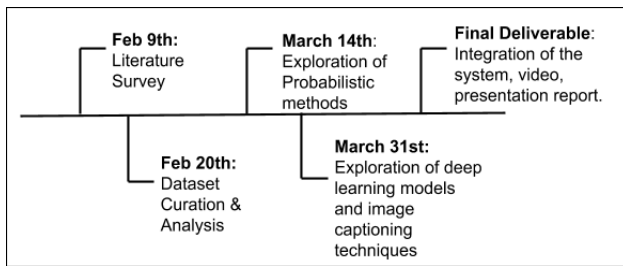 Feb 9th:
Literature
Survey
Feb 20th:
Dataset
Curation &
Analysis
March 14th:
Exploration of
Probabilistic
methods
March 31st:
Exploration of deep
learning models
and image
captioning
techniques
Final Deliverable:
Integration of the
system, video,
presentation report.